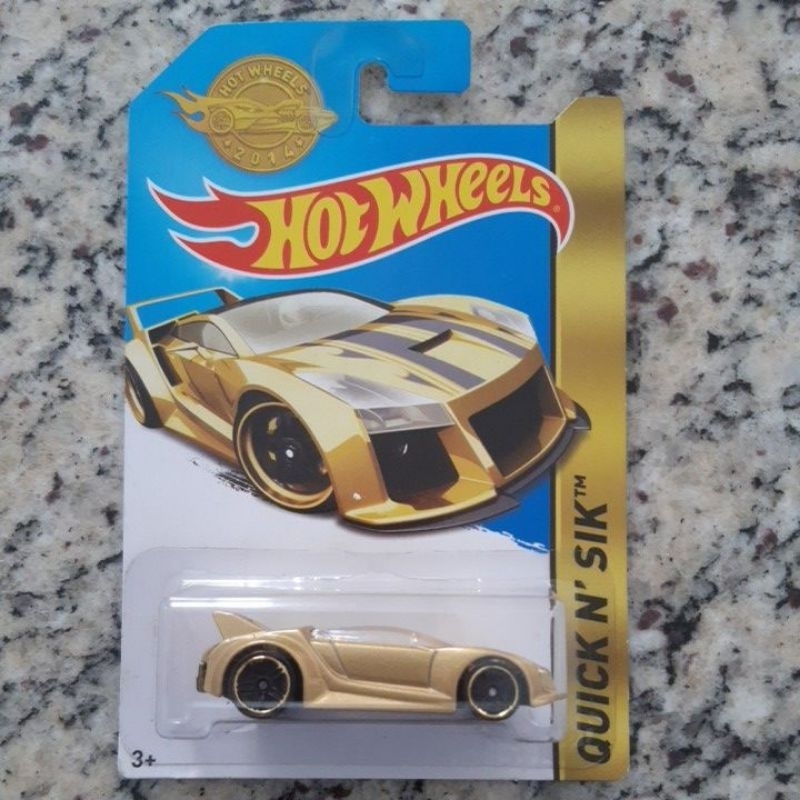 HOT WHEELS
2014
HOT WHEELS®
QUICK N' SIK™
3+